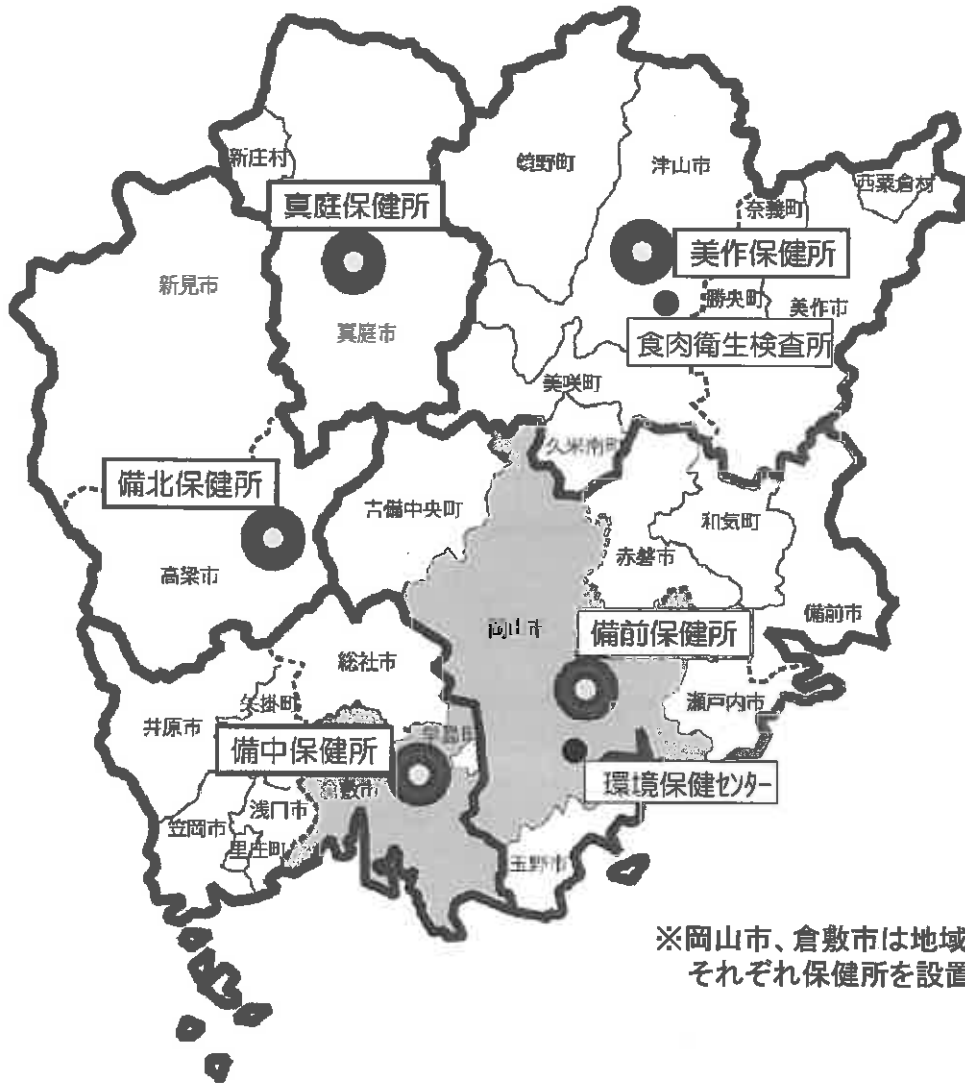 鏡野町
津山市
新庄村
西粟倉村
奈義町
真庭保健所
美作保健所
新見市
勝央町
美作市
真庭市
食肉衛生検査所
美咲町
久米南町
備北保健所
吉備中央町
和気町
赤磐市
高梁市
備前市
岡山市
備前保健所
総社市
瀬戸内市
矢掛町
井原市
早島町
備中保健所
環境保健センター
浅口市
笠岡市
里庄町
玉野市
※岡山市、倉敷市は地域
それぞれ保健所を設置